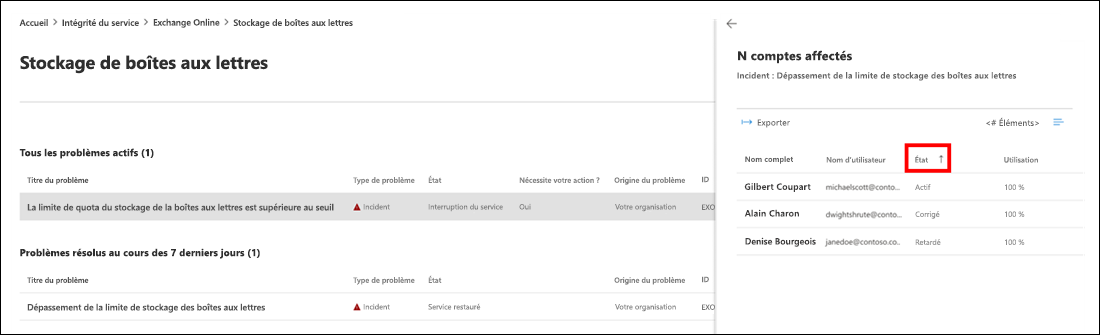 Accueil > Intégrité du service > Exchange Online > Stockage de boîtes aux lettres
Stockage de boîtes aux lettres
Tous les problèmes actifs (1)
Titre du problème Type de problème État Nécessite votre action ? Origine du problème ID
La limite de quota du stockage de la boîtes aux lettres est supérieure au seuil Incident Interruption du service Oui Votre organisation EXO
Problèmes résolus au cours des 7 derniers jours (1)
Titre du problème Type de problème État Origine du problème ID
Dépassement de la limite de stockage des boîtes aux lettres Incident Service restauré Votre organisation EXO
N comptes affectés
Incident : Dépassement de la limite de stockage des boîtes aux lettres
Exporter <# Éléments>
Nom complet Nom d'utilisateur État ↑ Utilisation
Gilbert Coupart michaelscott@conto... Actif 100 %
Alain Charon dwightshrute@conto... Corrigé 100 %
Denise Bourgeois janedoe@contoso.co.. Retardé 100 %